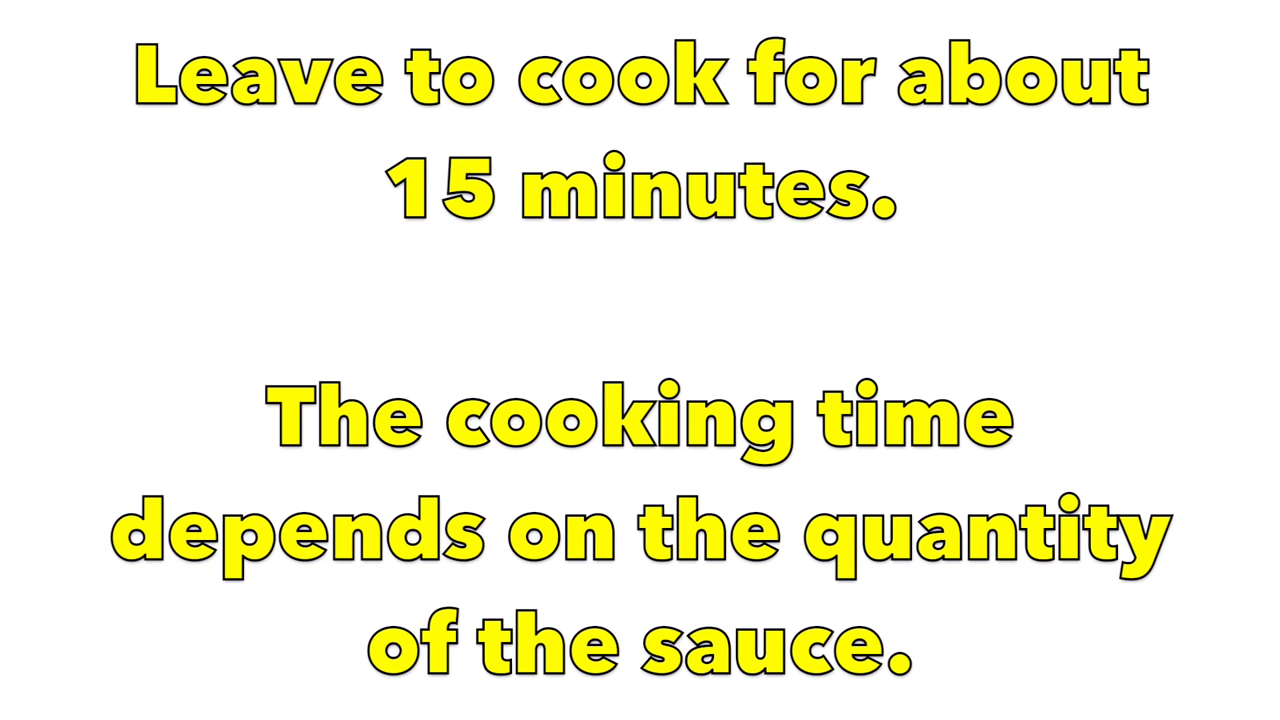 Leave to cook for about
15 minutes.
The cooking time
depends on the quantity
of the sauce.